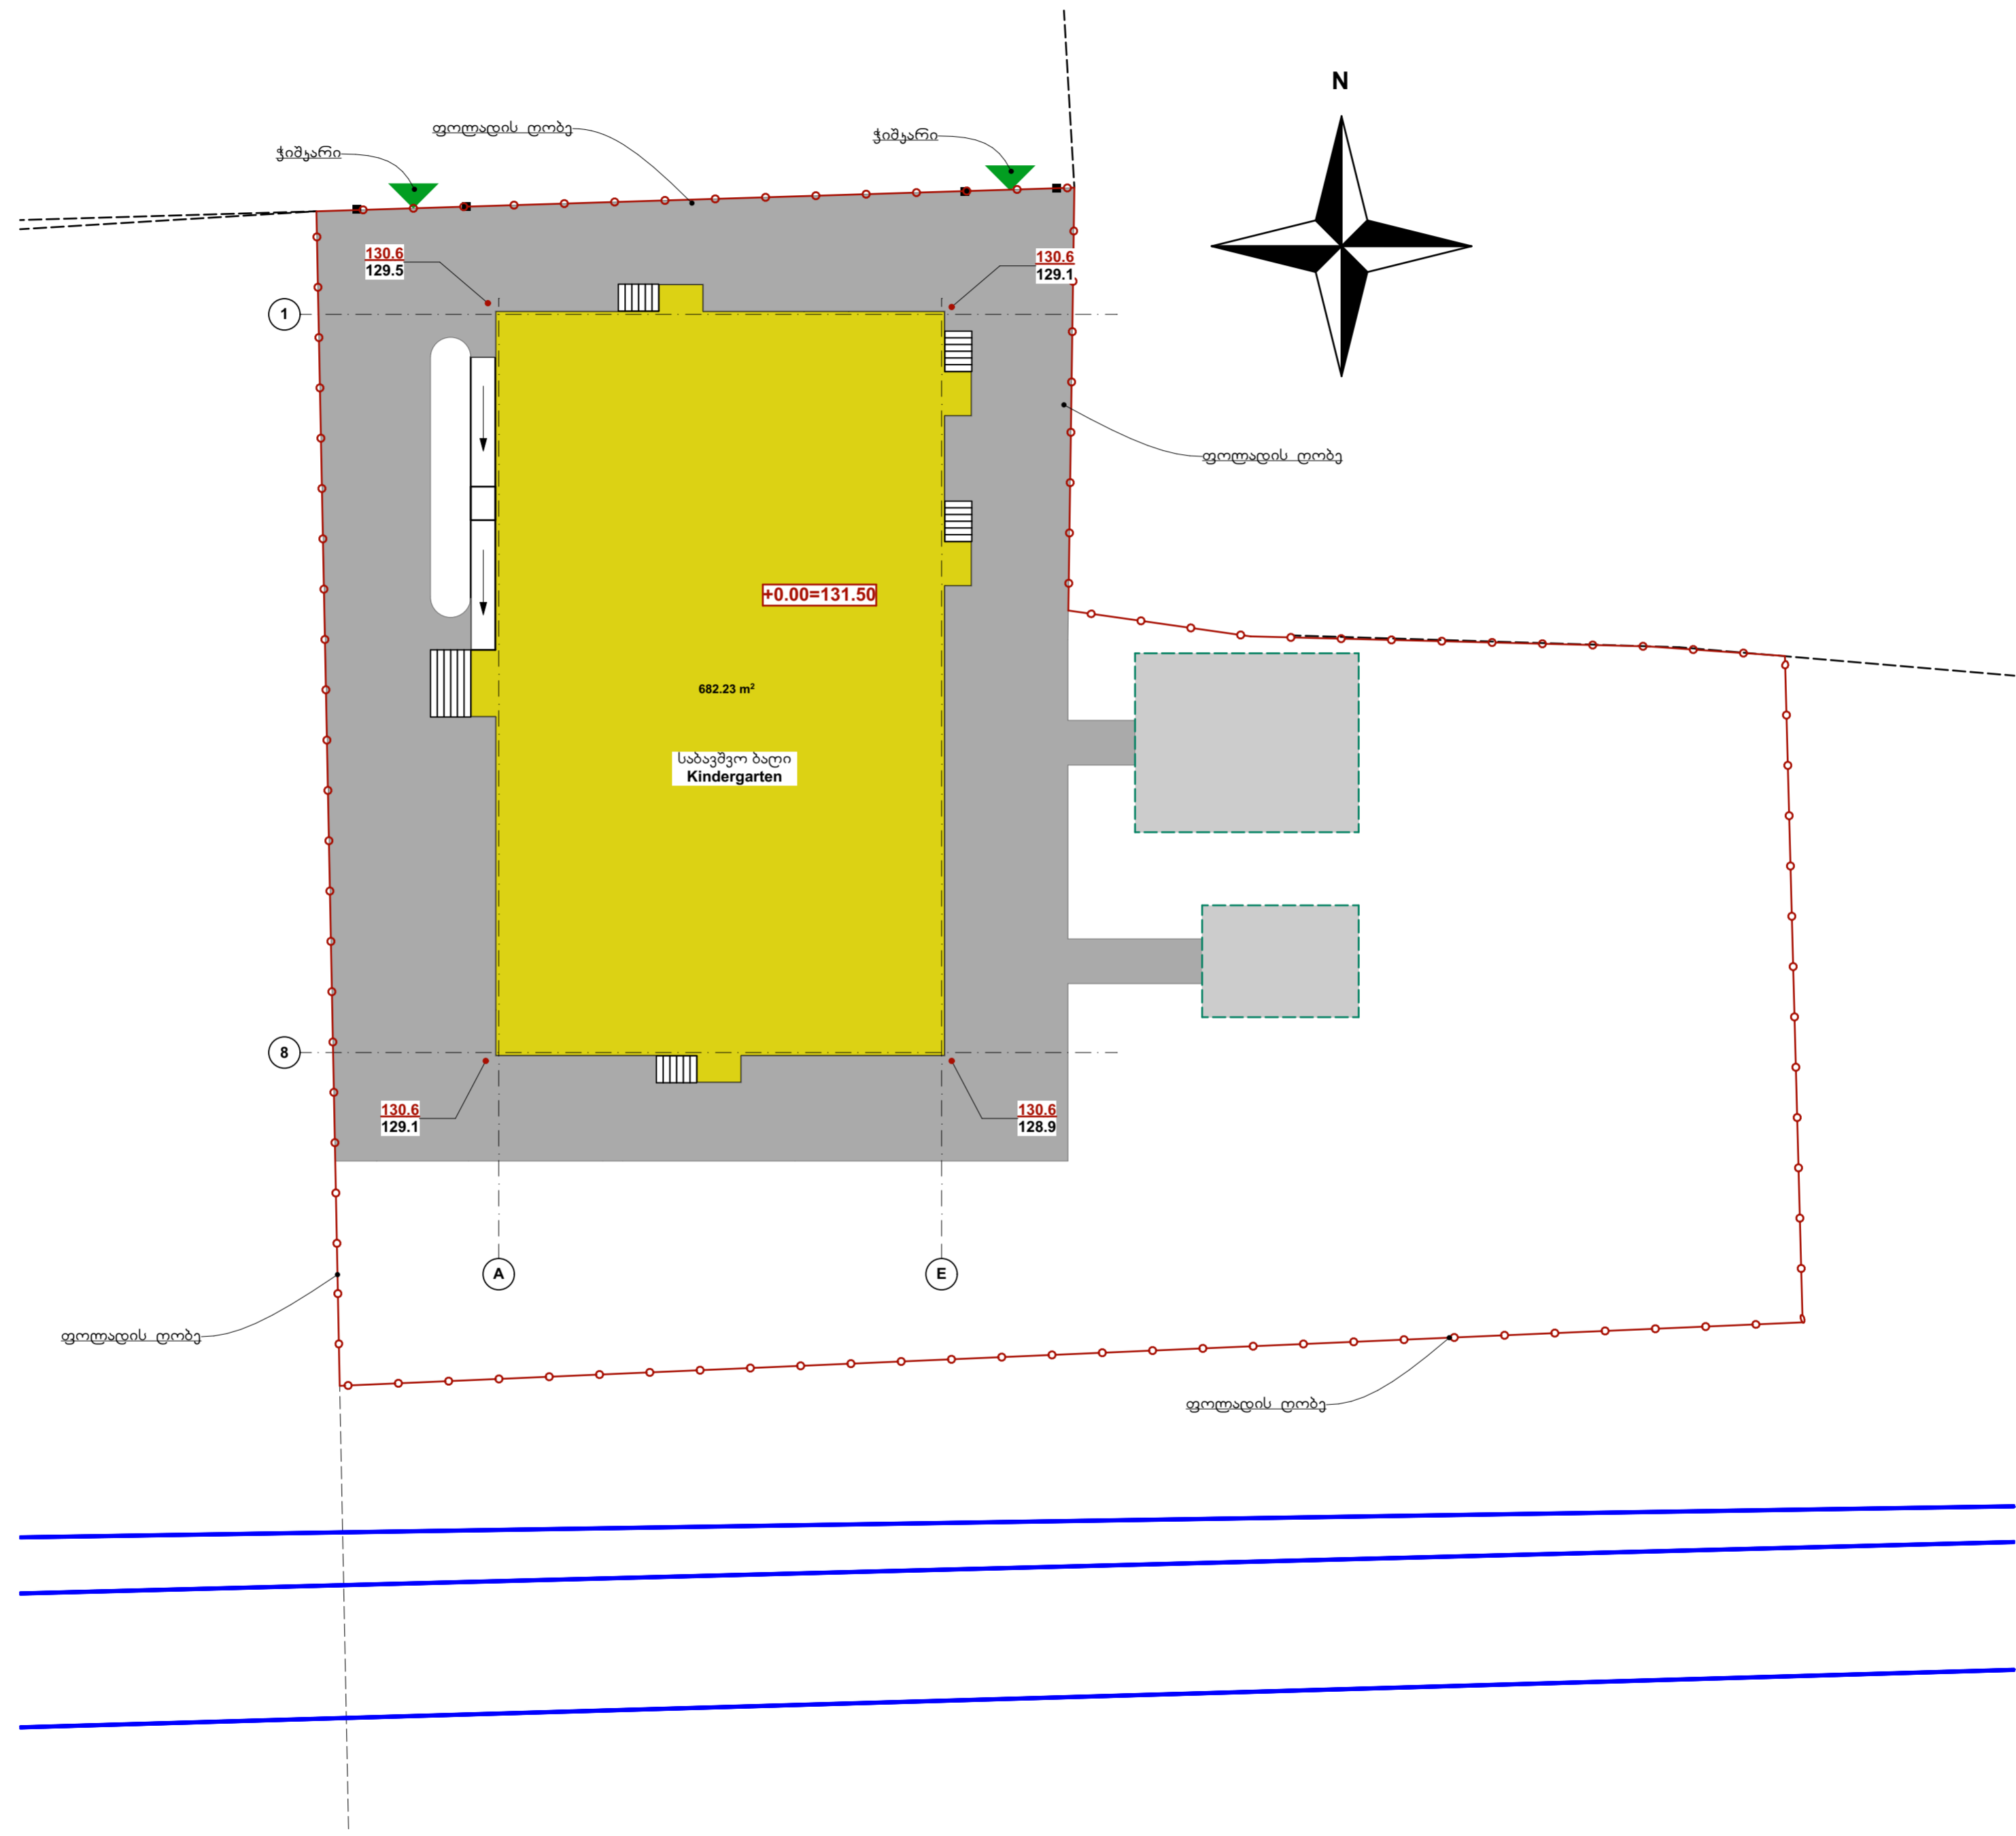 N
ფოლადის ღობე
ჭიშკარი
ჭიშკარი
130.6
129.5
130.6
129.1
1
ფოლადის ღობე
+0.00=131.50
682.23 m²
საბავშვო ბაღი
Kindergarten
8
130.6
129.1
130.6
128.9
A
E
ფოლადის ღობე
ფოლადის ღობე